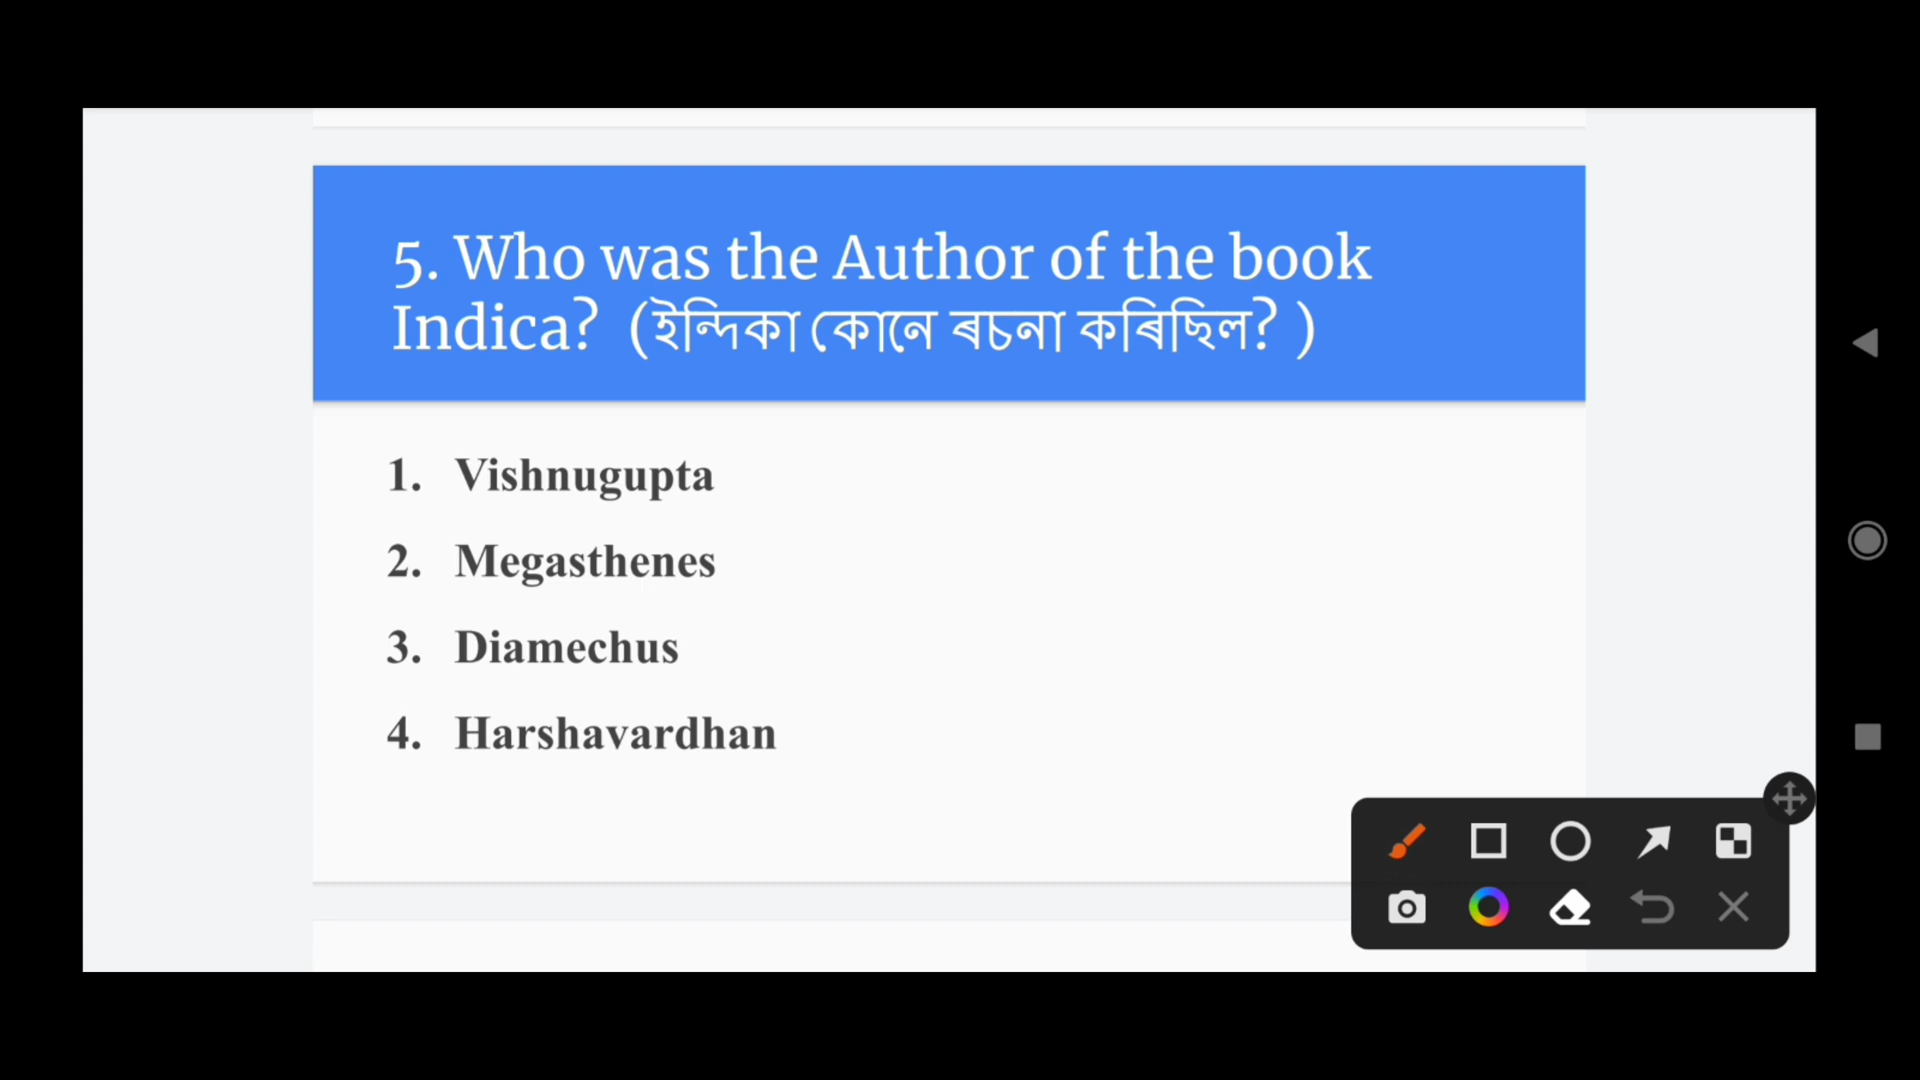 5. Who was the Author of the book
Indica? (ইন্দিকা কোনে ৰচনা কৰিছিল? )
1. Vishnugupta
2. Megasthenes
3. Diamechus
4. Harshavardhan